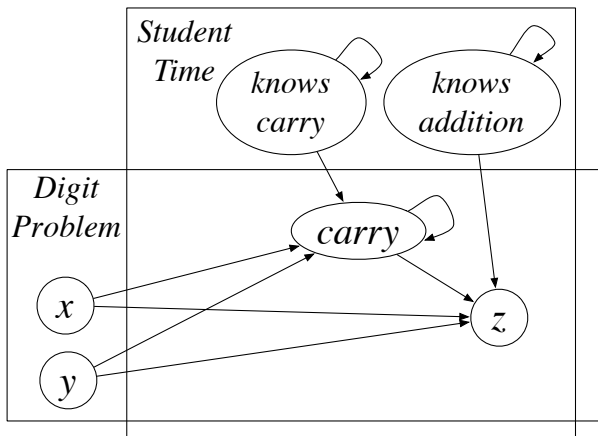 Student
Time
knows
carry
knows
addition
Digit
Problem
carry
x
z
y